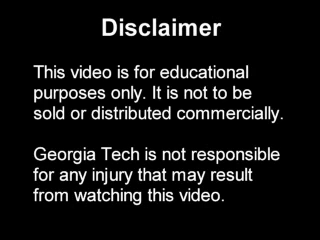 Disclaimer
This video is for educational
purposes only. It is not to be
sold or distributed commercially.
Georgia Tech is not responsible
for any injury that may result
from watching this video.